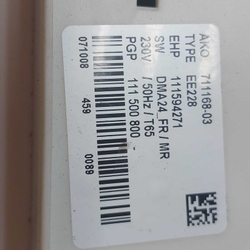 AKO 711168-03
TYPE EE228
EHP 111594271
SW DMA24_FR / MR
230V / 50Hz / T65
PGP 111 500 800
071008 459 0089